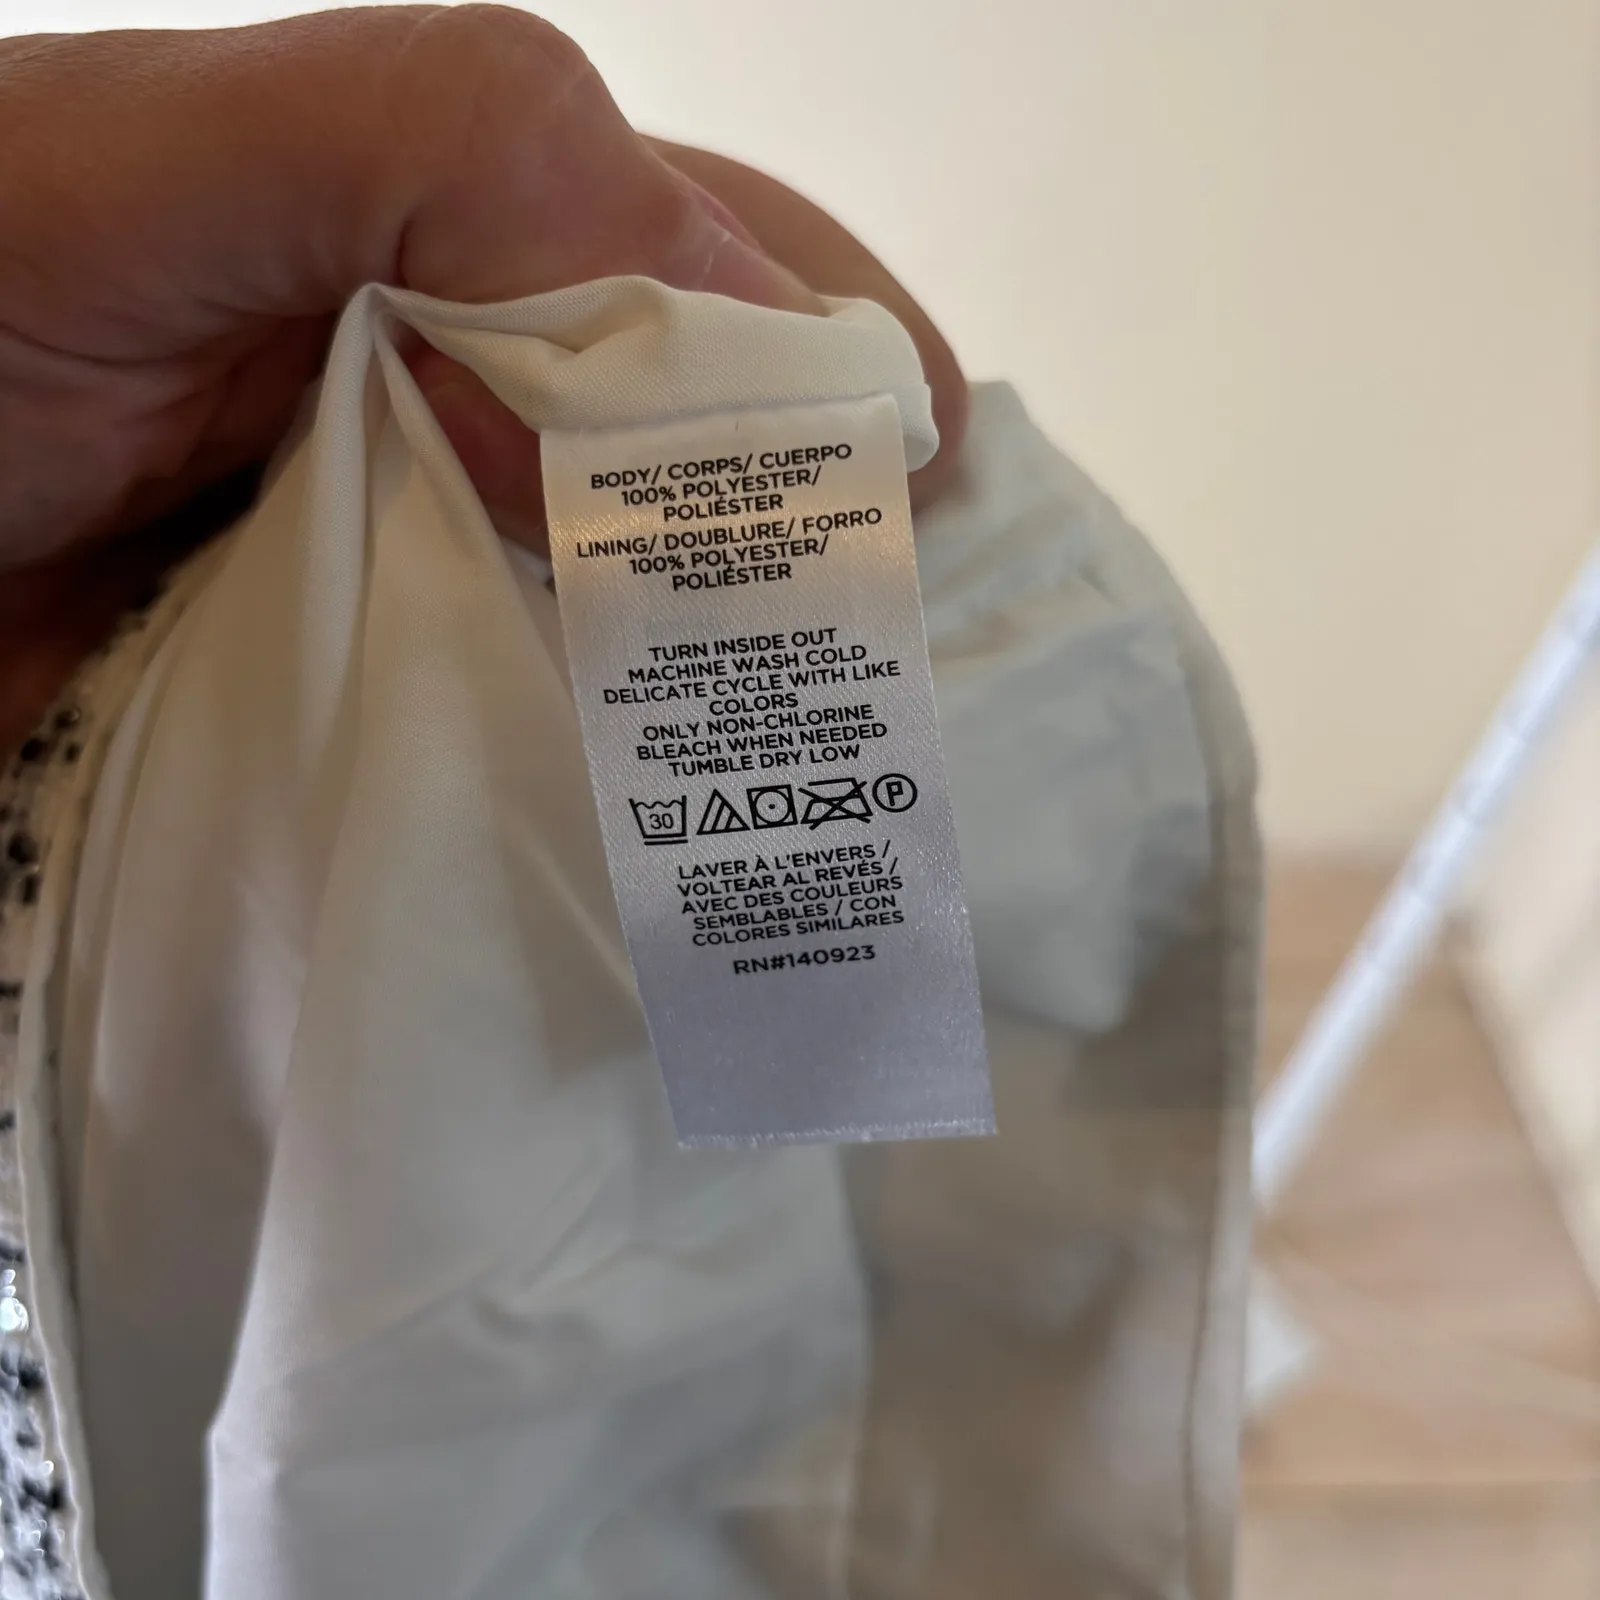 BODY/ CORPS/ CUERPO
100% POLYESTER/
POLIÉSTER
LINING/ DOUBLURE/ FORRO
100% POLYESTER/
POLIÉSTER
TURN INSIDE OUT
MACHINE WASH COLD
DELICATE CYCLE WITH LIKE
COLORS
ONLY NON-CHLORINE
BLEACH WHEN NEEDED
TUMBLE DRY LOW
30 P
LAVER À L'ENVERS /
VOLTEAR AL REVÉS /
AVEC DES COULEURS
SEMBLABLES / CON
COLORES SIMILARES
RN#140923